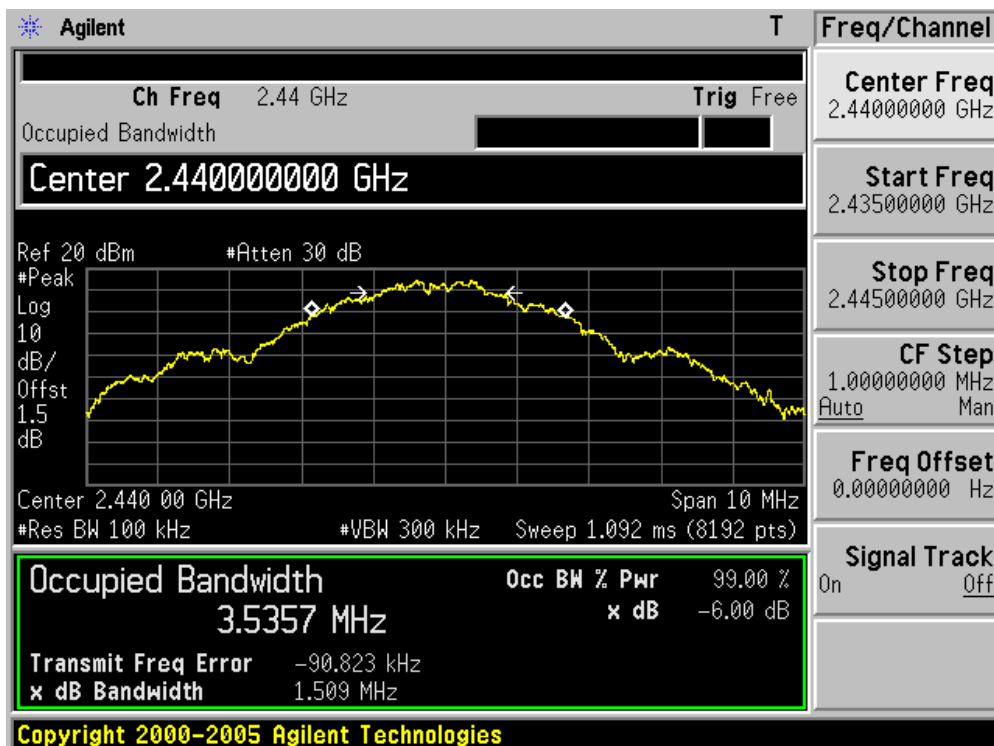 Agilent T
Freq/Channel
Ch Freq 2.44 GHz Trig Free
Occupied Bandwidth
Center 2.440000000 GHz
Ref 20 dBm #Atten 30 dB
#Peak
Log
10
dB/
Offst
1.5
dB
Center 2.440 00 GHz Span 10 MHz
#Res BW 100 kHz #VBW 300 kHz Sweep 1.092 ms (8192 pts)
Occupied Bandwidth Occ BW % Pwr 99.00 %
3.5357 MHz x dB -6.00 dB
Transmit Freq Error -90.823 kHz
x dB Bandwidth 1.509 MHz
Copyright 2000-2005 Agilent Technologies
Center Freq
2.44000000 GHz
Start Freq
2.43500000 GHz
Stop Freq
2.44500000 GHz
CF Step
1.00000000 MHz
Auto Man
Freq Offset
0.00000000 Hz
Signal Track
On Off